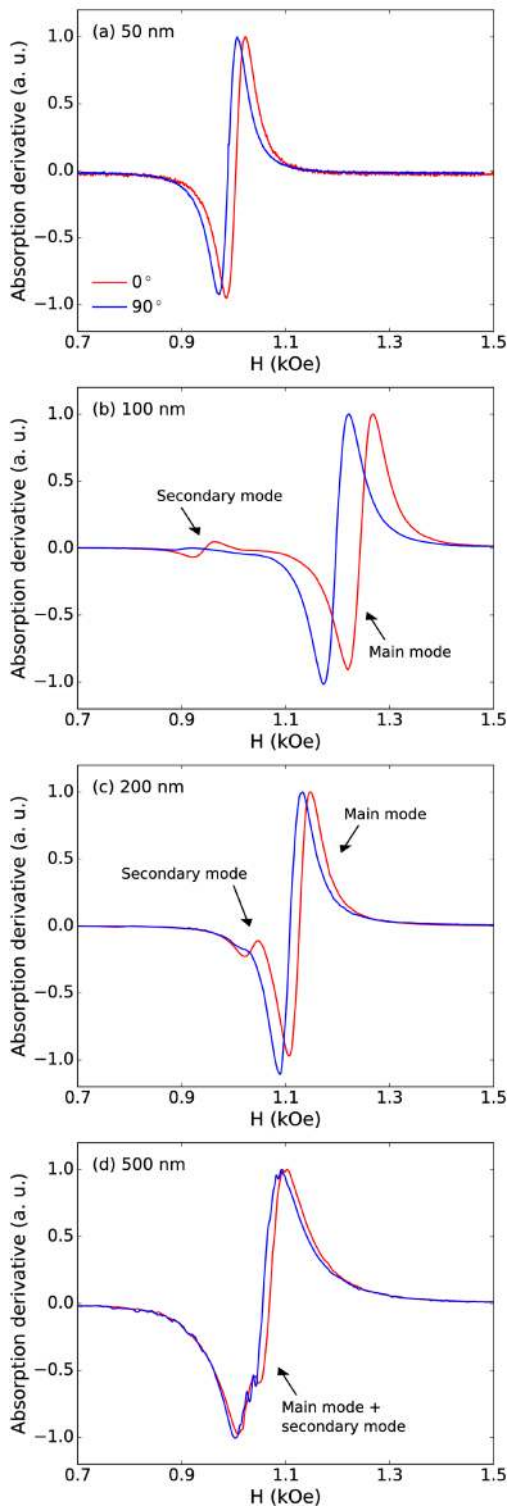 (a) 50 nm
Absorption derivative (a. u.)
1.0
0.5
0.0
−0.5
−1.0
0°
90°
0.7 0.9 1.1 1.3 1.5
H (kOe)
(b) 100 nm
Absorption derivative (a. u.)
1.0
0.5
0.0
−0.5
−1.0
Secondary mode
Main mode
0.7 0.9 1.1 1.3 1.5
H (kOe)
(c) 200 nm
Absorption derivative (a. u.)
1.0
0.5
0.0
−0.5
−1.0
Main mode
Secondary mode
0.7 0.9 1.1 1.3 1.5
H (kOe)
(d) 500 nm
Absorption derivative (a. u.)
1.0
0.5
0.0
−0.5
−1.0
Main mode +
secondary mode
0.7 0.9 1.1 1.3 1.5
H (kOe)